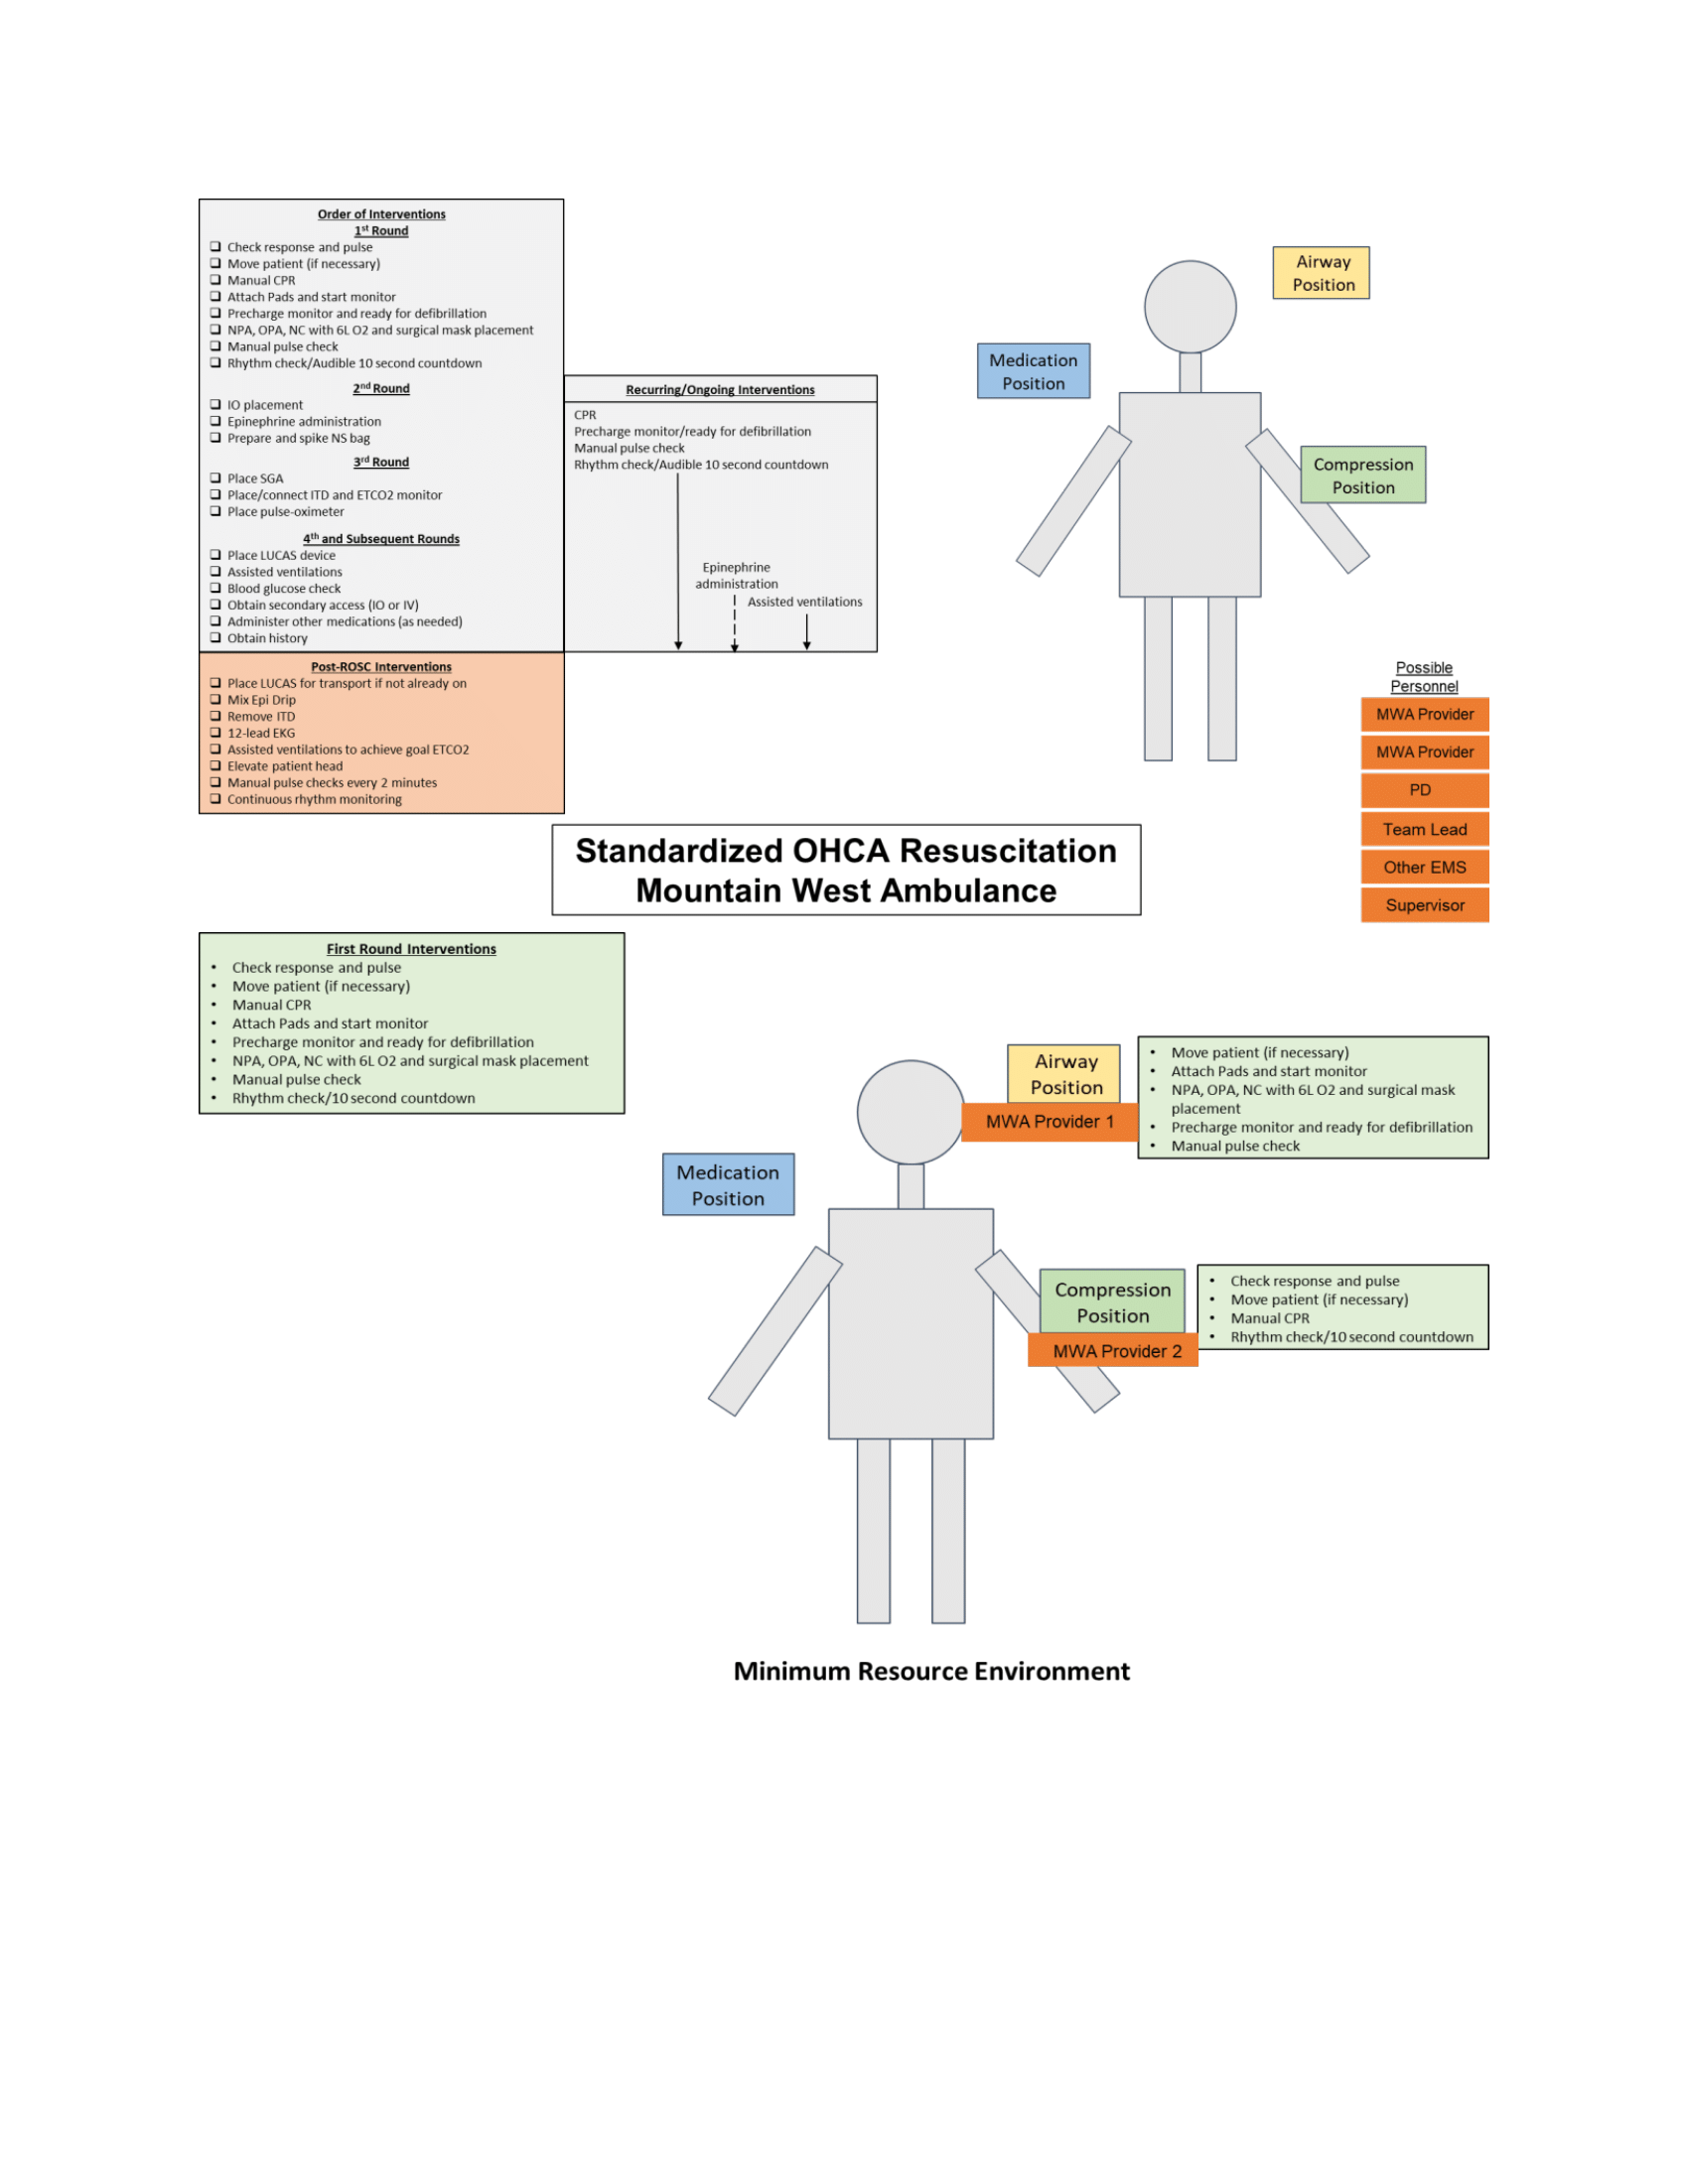 Order of Interventions
1st Round
❑ Check response and pulse
❑ Move patient (if necessary)
❑ Manual CPR
❑ Attach Pads and start monitor
❑ Precharge monitor and ready for defibrillation
❑ NPA, OPA, NC with 6L O2 and surgical mask placement
❑ Manual pulse check
❑ Rhythm check/Audible 10 second countdown
2nd Round
❑ IO placement
❑ Epinephrine administration
❑ Prepare and spike NS bag
3rd Round
❑ Place SGA
❑ Place/connect ITD and ETCO2 monitor
❑ Place pulse-oximeter
4th and Subsequent Rounds
❑ Place LUCAS device
❑ Assisted ventilations
❑ Blood glucose check
❑ Obtain secondary access (IO or IV)
❑ Administer other medications (as needed)
❑ Obtain history
Recurring/Ongoing Interventions
CPR
Precharge monitor/ready for defibrillation
Manual pulse check
Rhythm check/Audible 10 second countdown
Epinephrine
administration
Assisted ventilations
Post-ROSC Interventions
❑ Place LUCAS for transport if not already on
❑ Mix Epi Drip
❑ Remove ITD
❑ 12-lead EKG
❑ Assisted ventilations to achieve goal ETCO2
❑ Elevate patient head
❑ Manual pulse checks every 2 minutes
❑ Continuous rhythm monitoring
Airway
Position
Medication
Position
Compression
Position
Possible
Personnel
MWA Provider
MWA Provider
PD
Team Lead
Other EMS
Supervisor
Standardized OHCA Resuscitation
Mountain West Ambulance
First Round Interventions
• Check response and pulse
• Move patient (if necessary)
• Manual CPR
• Attach Pads and start monitor
• Precharge monitor and ready for defibrillation
• NPA, OPA, NC with 6L O2 and surgical mask placement
• Manual pulse check
• Rhythm check/10 second countdown
Airway
Position
MWA Provider 1
• Move patient (if necessary)
• Attach Pads and start monitor
• NPA, OPA, NC with 6L O2 and surgical mask
placement
• Precharge monitor and ready for defibrillation
• Manual pulse check
Medication
Position
Compression
Position
MWA Provider 2
• Check response and pulse
• Move patient (if necessary)
• Manual CPR
• Rhythm check/10 second countdown
Minimum Resource Environment